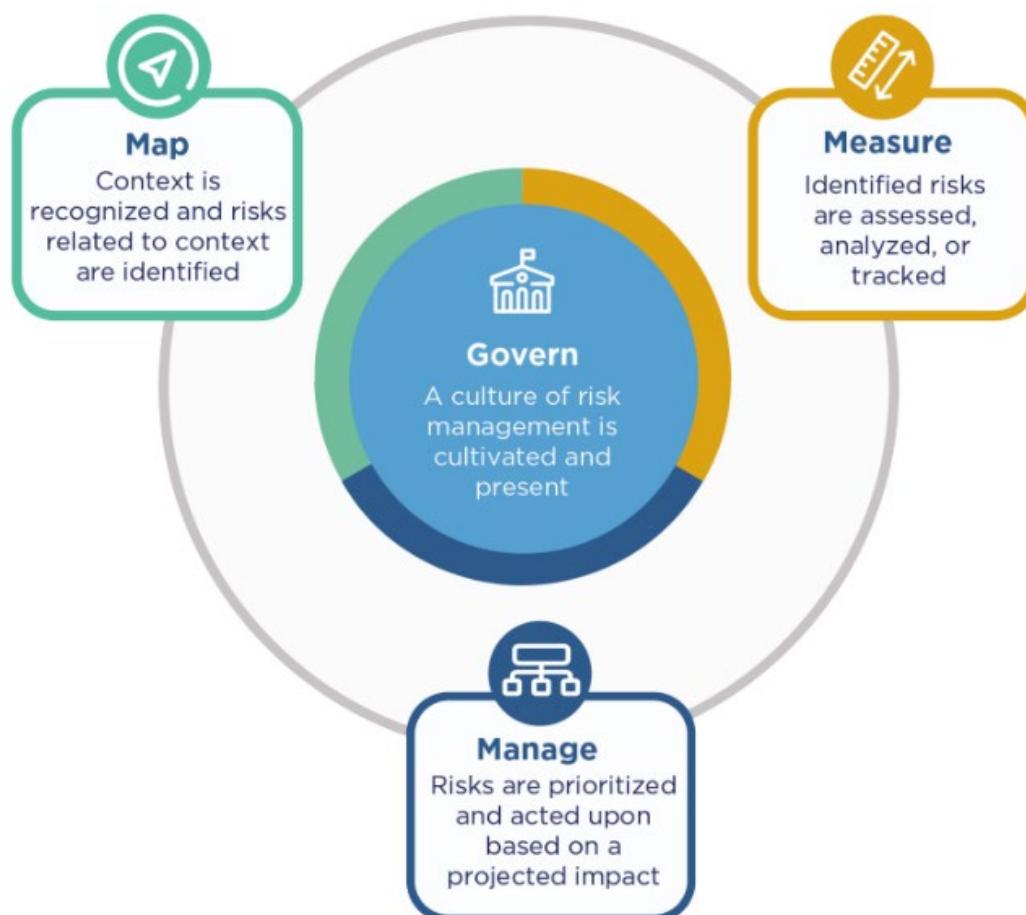 Map
Context is
recognized and risks
related to context
are identified
Measure
Identified risks
are assessed,
analyzed, or
tracked
Govern
A culture of risk
management is
cultivated and
present
Manage
Risks are prioritized
and acted upon
based on a
projected impact